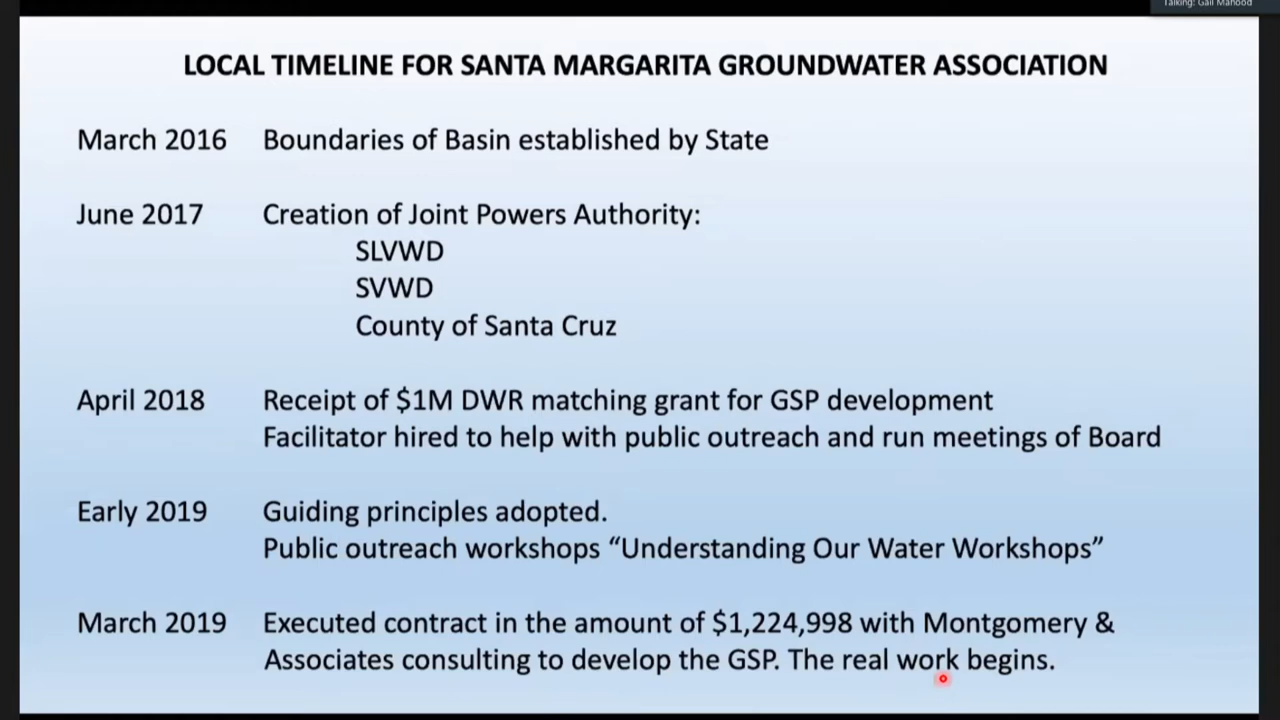 Talking: Gail Mahood
LOCAL TIMELINE FOR SANTA MARGARITA GROUNDWATER ASSOCIATION
March 2016 Boundaries of Basin established by State
June 2017 Creation of Joint Powers Authority:
SLVWD
SVWD
County of Santa Cruz
April 2018 Receipt of $1M DWR matching grant for GSP development
Facilitator hired to help with public outreach and run meetings of Board
Early 2019 Guiding principles adopted.
Public outreach workshops “Understanding Our Water Workshops”
March 2019 Executed contract in the amount of $1,224,998 with Montgomery &
Associates consulting to develop the GSP. The real work begins.